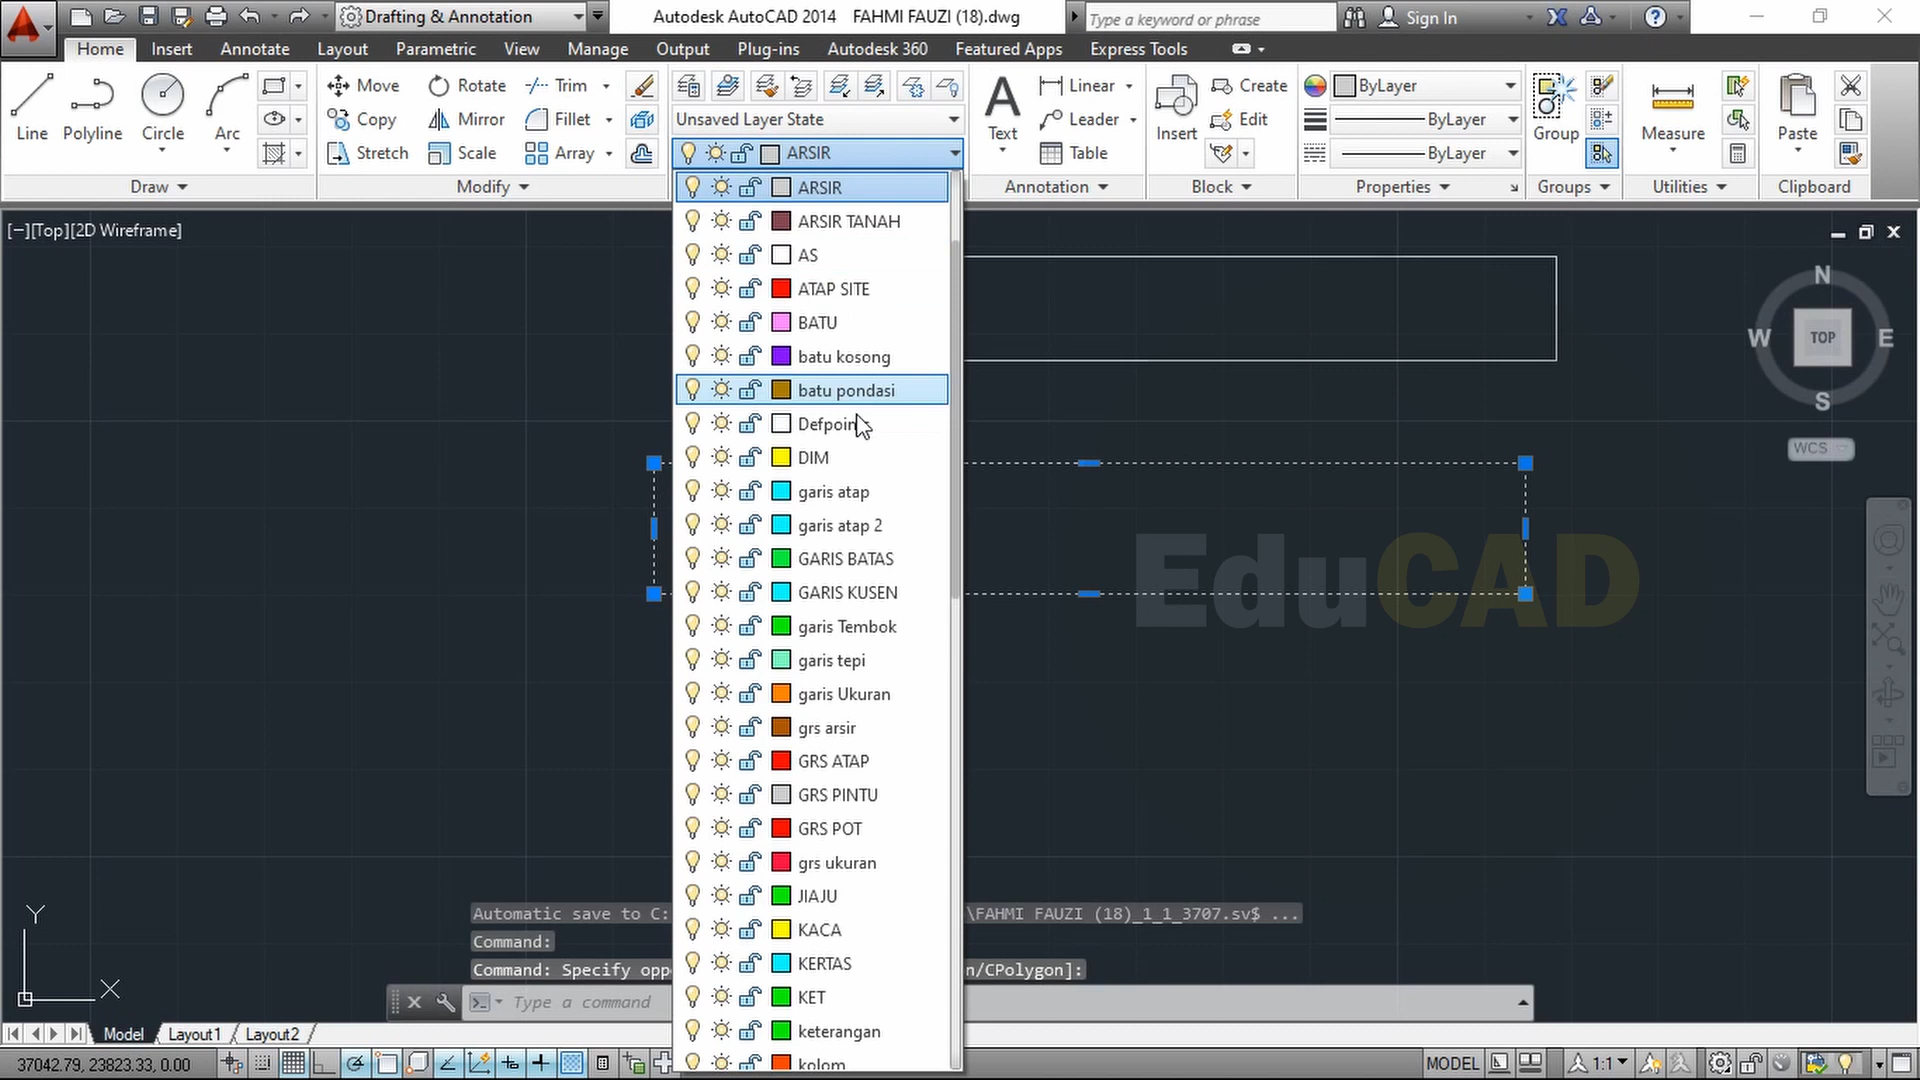 Drafting & Annotation
Autodesk AutoCAD 2014 FAHMI FAUZI (18).dwg
Type a keyword or phrase
Sign In
Home Insert Annotate Layout Parametric View Manage Output Plug-ins Autodesk 360 Featured Apps Express Tools
Line Polyline Circle Arc
Move Rotate Trim
Copy Mirror Fillet
Stretch Scale Array
Unsaved Layer State
ARSIR
Text
Linear
Leader
Table
Insert
Create
Edit
ByLayer
ByLayer
ByLayer
Group
Measure
Paste
Draw Modify Annotation Block Properties Groups Utilities Clipboard
[−][Top][2D Wireframe]
ARSIR
ARSIR TANAH
AS
ATAP SITE
BATU
batu kosong
batu pondasi
DIM
garis atap
garis atap 2
GARIS BATAS
GARIS KUSEN
garis Tembok
garis tepi
garis Ukuran
grs arsir
GRS ATAP
GRS PINTU
GRS POT
grs ukuran
JIAJU
KACA
KERTAS
KET
keterangan
kolom
N
W TOP E
S
WCS
EduCAD
Y
X
Automatic save to C: \FAHMI FAUZI (18)_1_1_3707.sv$ ...
Command:
Command: Specify opp n/CPolygon]:
Type a command
Model Layout1 Layout2
37042.79, 23823.33, 0.00
MODEL
1:1